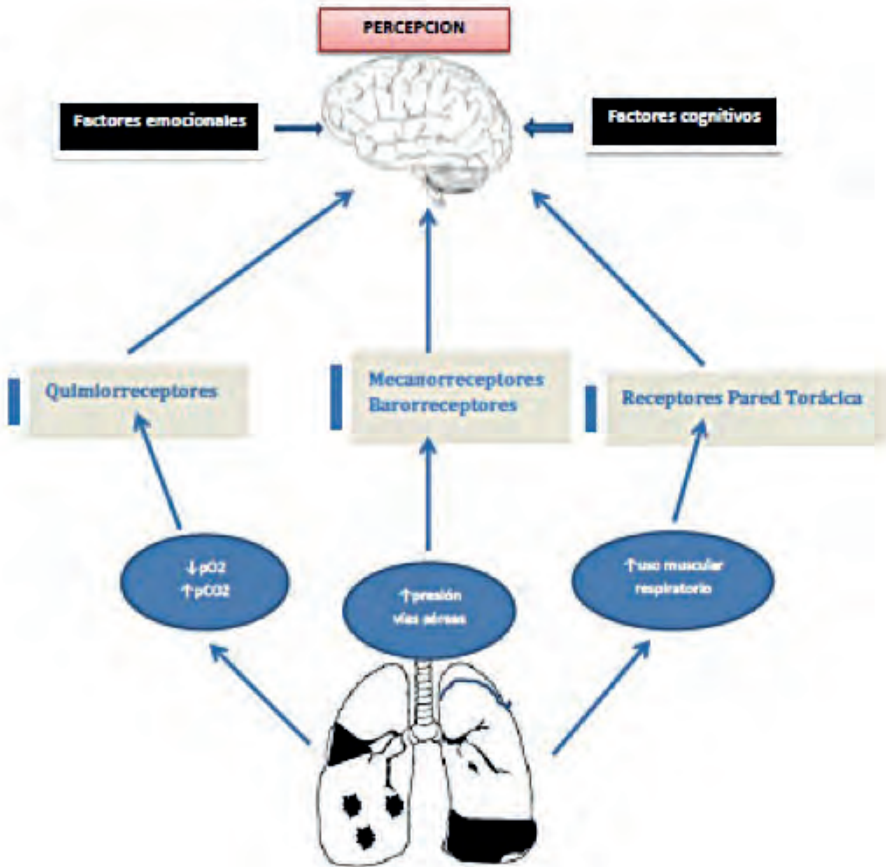 PERCEPCION
Factores emocionales
Factores cognitivos
Quimiorreceptores
Mecanorreceptores
Barorreceptores
Receptores Pared Torácica
↓pO2
↑pCO2
↑presión
vías aéreas
↑uso muscular
respiratorio